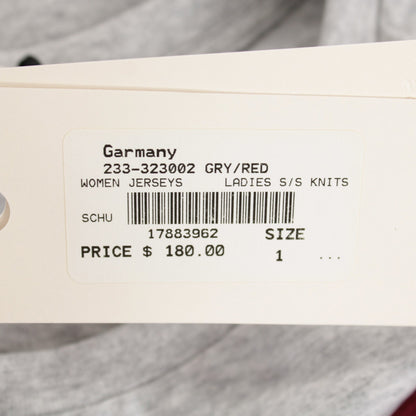 Garmany
233-323002 GRY/RED
WOMEN JERSEYS LADIES S/S KNITS
SCHU
17883962 SIZE
PRICE $ 180.00 1 ...